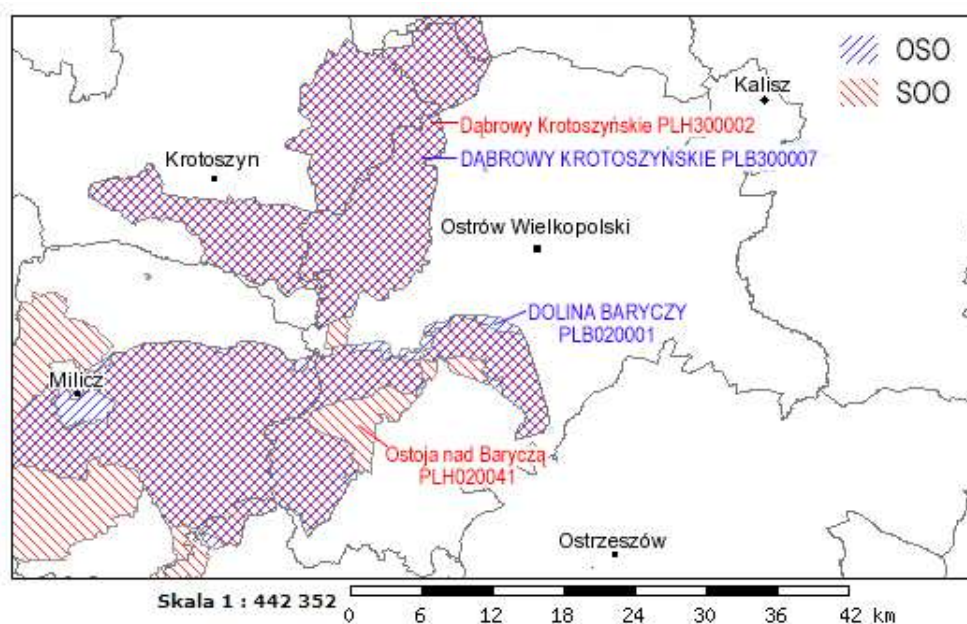 OSO
SOO
Kalisz
Dąbrowy Krotoszyńskie PLH300002
DĄBROWY KROTOSZYŃSKIE PLB300007
Krotoszyn
Ostrów Wielkopolski
DOLINA BARYCZY
PLB020001
Milicz
Ostoja nad Baryczą
PLH020041
Ostrzeszów
Skala 1 : 442 352
0 6 12 18 24 30 36 42 km